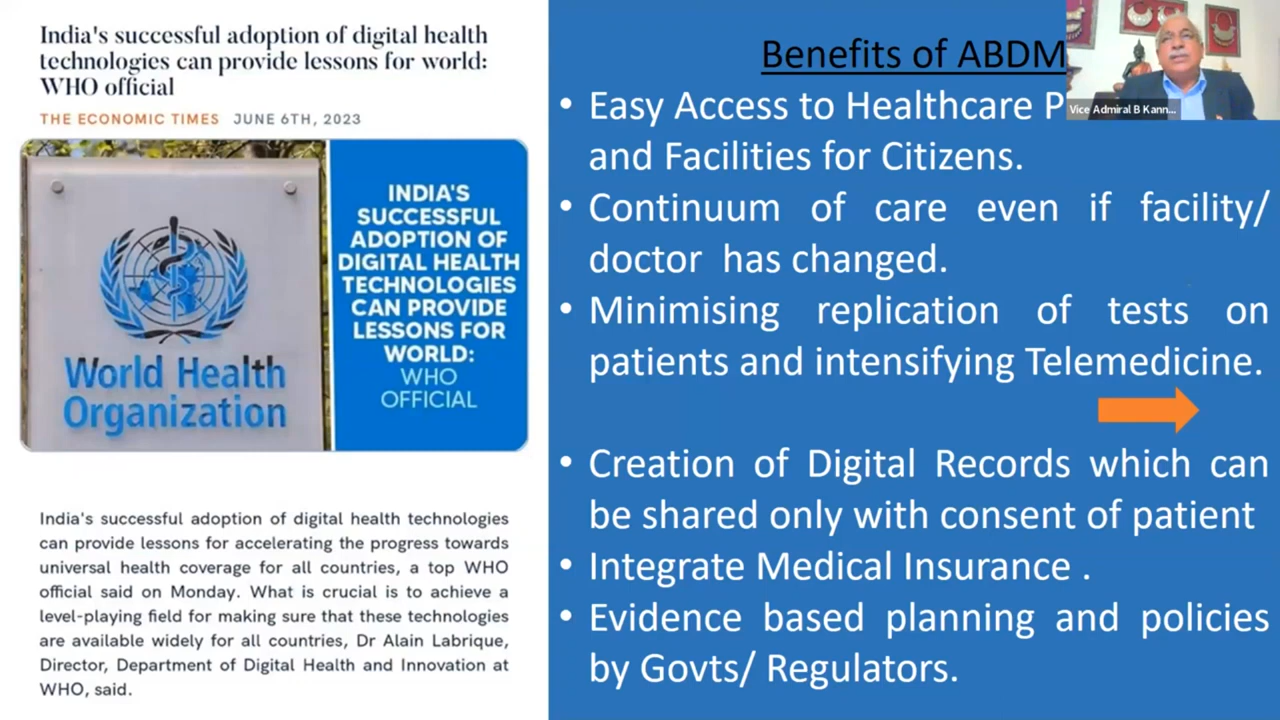 India's successful adoption of digital health
technologies can provide lessons for world:
WHO official
THE ECONOMIC TIMES JUNE 6TH, 2023
World Health
Organization
INDIA'S
SUCCESSFUL
ADOPTION OF
DIGITAL HEALTH
TECHNOLOGIES
CAN PROVIDE
LESSONS FOR
WORLD:
WHO
OFFICIAL
India's successful adoption of digital health technologies
can provide lessons for accelerating the progress towards
universal health coverage for all countries, a top WHO
official said on Monday. What is crucial is to achieve a
level-playing field for making sure that these technologies
are available widely for all countries, Dr Alain Labrique,
Director, Department of Digital Health and Innovation at
WHO, said.
Benefits of ABDM
• Easy Access to Healthcare P
and Facilities for Citizens.
• Continuum of care even if facility/
doctor has changed.
• Minimising replication of tests on
patients and intensifying Telemedicine.
• Creation of Digital Records which can
be shared only with consent of patient
• Integrate Medical Insurance .
• Evidence based planning and policies
by Govts/ Regulators.
Vice Admiral B Kann...